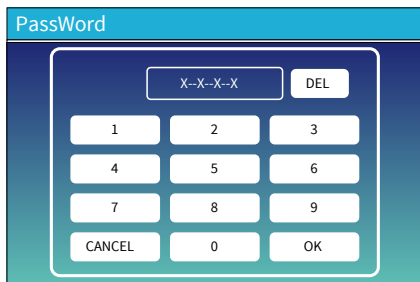 PassWord
X--X--X--X DEL
1 2 3
4 5 6
7 8 9
CANCEL 0 OK